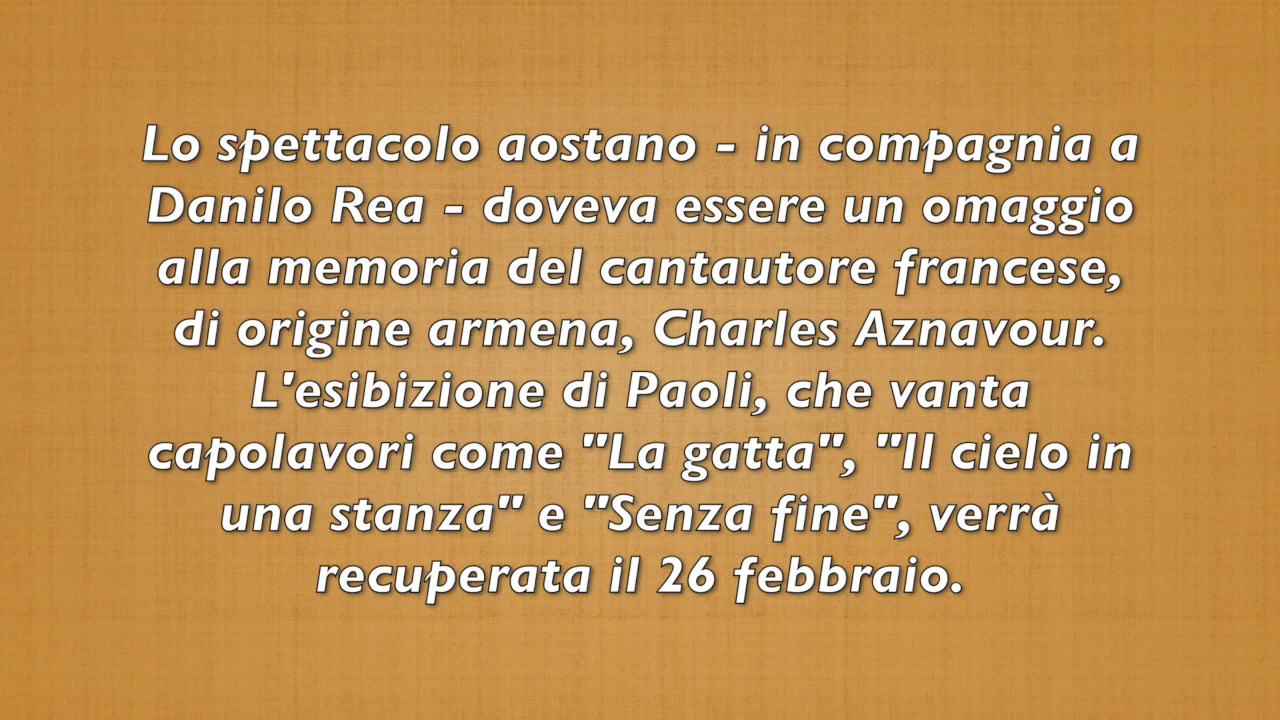 Lo spettacolo aostano - in compagnia a
Danilo Rea - doveva essere un omaggio
alla memoria del cantautore francese,
di origine armena, Charles Aznavour.
L'esibizione di Paoli, che vanta
capolavori come "La gatta", "Il cielo in
una stanza" e "Senza fine", verrà
recuperata il 26 febbraio.